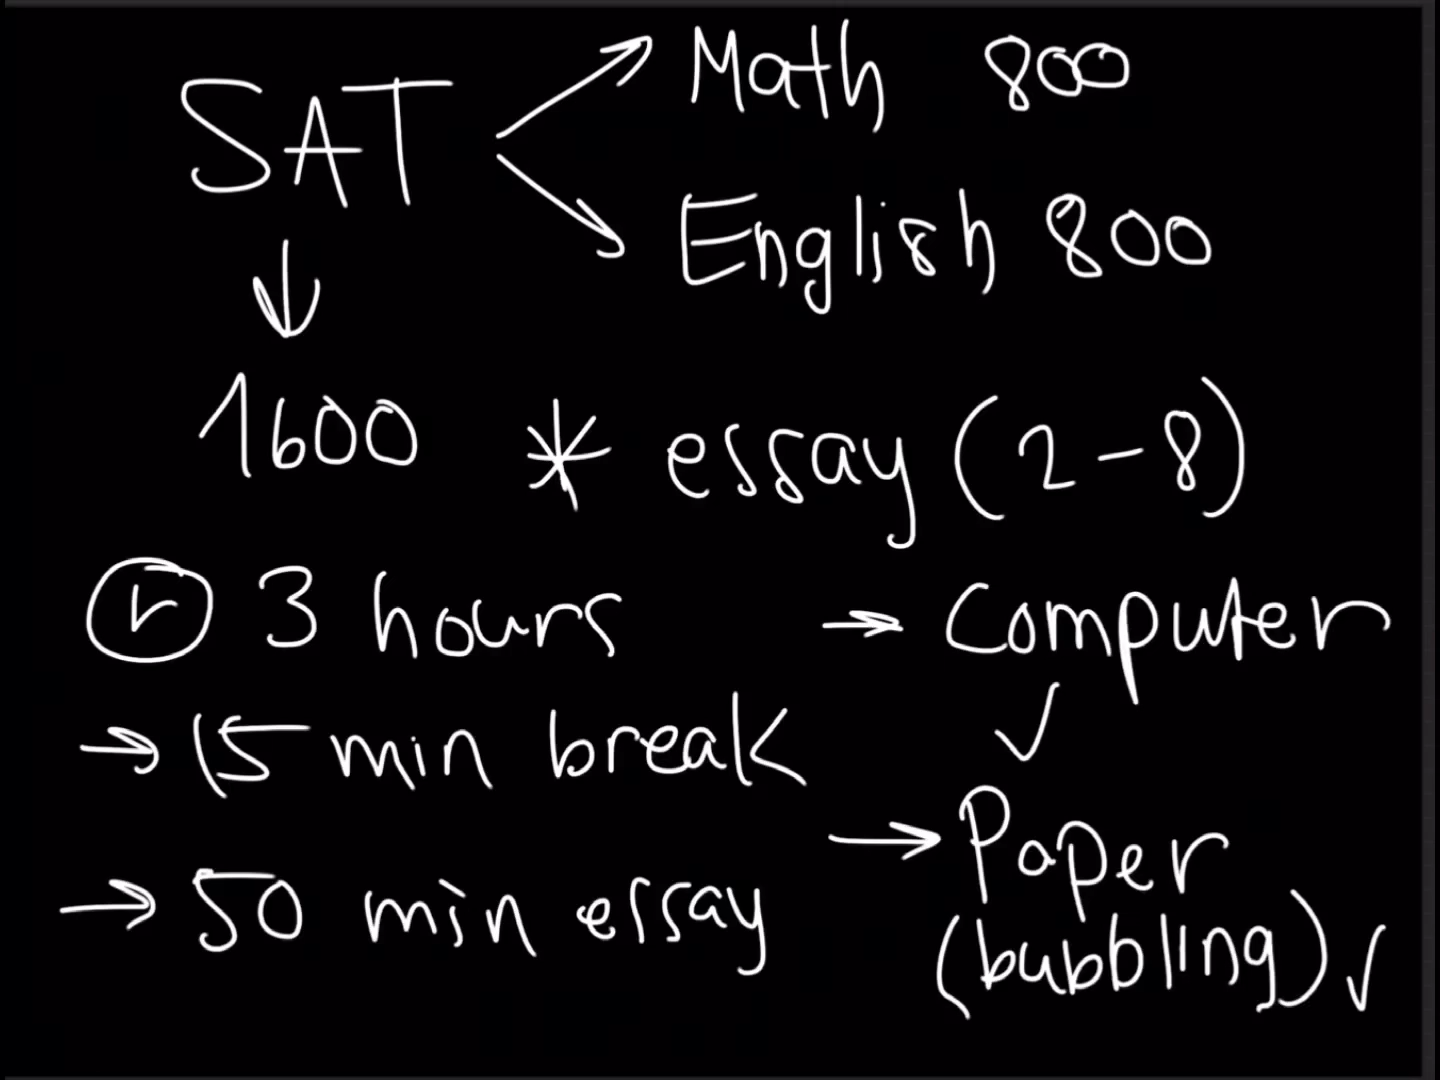 SAT → Math 800
→ English 800
↓
1600 * essay (2-8)
3 hours → Computer ✓
→ 15 min break
→ Paper
→ 50 min essay
(bubbling) ✓